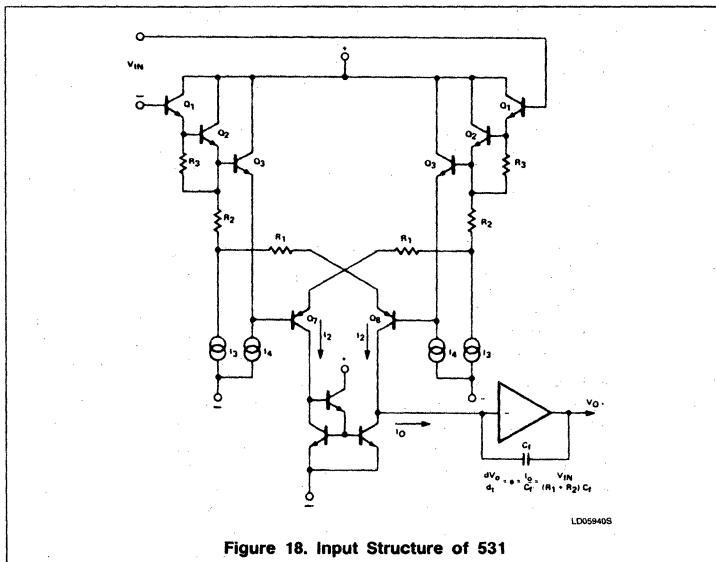 +
VIN
−
Q1
Q1
Q2
Q2
Q3
Q3
R3
R3
R2
R2
R1
R1
Q7
Q8
I2
I2
I3
I4
I4
I3
−
−
+
IO
−
VO
Cf
dVo/dt = = Io/Cf = VIN/(R1 + R2) Cf
−
LD05940S
Figure 18. Input Structure of 531